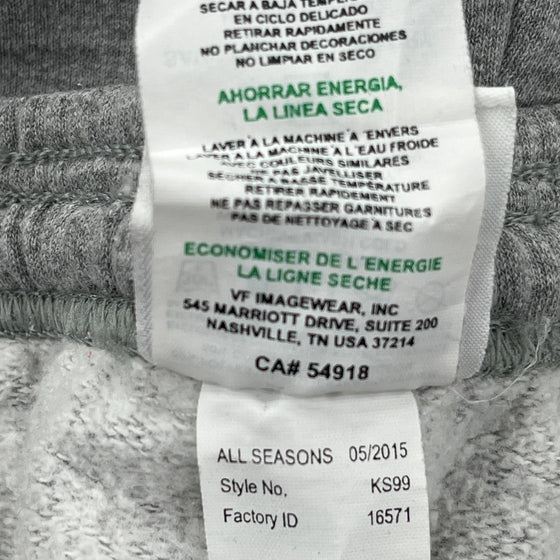 SECAR A BAJA
EN CICLO DELICADO
RETIRAR RAPIDAMENTE
NO PLANCHAR DECORACIONES
NO LIMPIAR EN SECO
AHORRAR ENERGIA,
LA LINEA SECA
LAVER A LA MACHINE A ENVERS
LAVER A LA MACHINE A L'EAU FROIDE
AVEC COULEURS SIMILARES
NE PAS JAVELLISER
SECHER A BASSE TEMPERATURE
RETIRER RAPIDEMENT
NE PAS REPASSER GARNITURES
PAS DE NETTOYAGE A SEC
ECONOMISER DE L'ENERGIE
LA LIGNE SECHE
VF IMAGEWEAR, INC
545 MARRIOTT DRIVE, SUITE 200
NASHVILLE, TN USA 37214
CA# 54918
ALL SEASONS 05/2015
Style No. KS99
Factory ID 16571